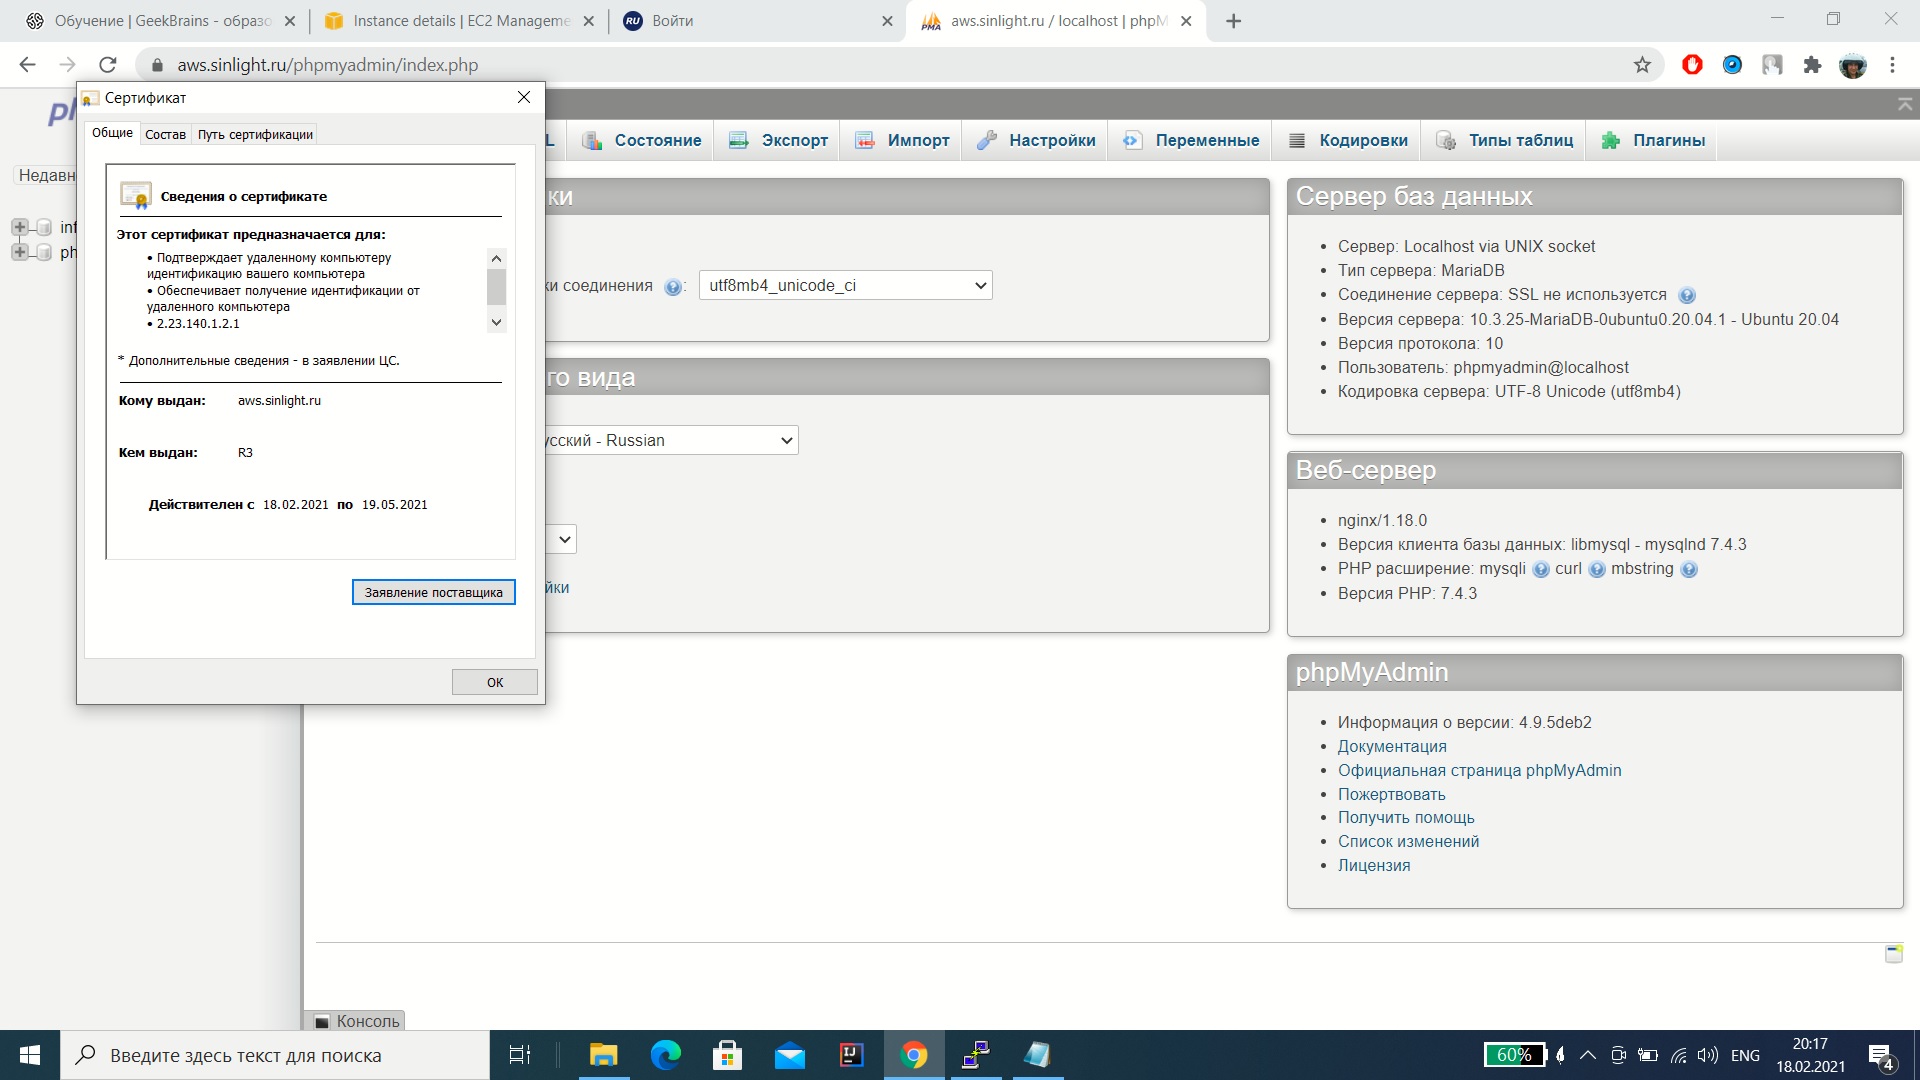 Обучение | GeekBrains - образо
Instance details | EC2 Manageme
RU Войти
PMA aws.sinlight.ru / localhost | phpM
aws.sinlight.ru/phpmyadmin/index.php
Сертификат
Общие
Состав
Путь сертификации
Сведения о сертификате
Этот сертификат предназначается для:
• Подтверждает удаленному компьютеру
идентификацию вашего компьютера
• Обеспечивает получение идентификации от
удаленного компьютера
• 2.23.140.1.2.1
* Дополнительные сведения - в заявлении ЦС.
Кому выдан: aws.sinlight.ru
Кем выдан: R3
Действителен с 18.02.2021 по 19.05.2021
Заявление поставщика
ОК
Недавн
inf
ph
L
Состояние
Экспорт
Импорт
Настройки
Переменные
Кодировки
Типы таблиц
Плагины
ки
ки соединения : utf8mb4_unicode_ci
го вида
усский - Russian
йки
Сервер баз данных
• Сервер: Localhost via UNIX socket
• Тип сервера: MariaDB
• Соединение сервера: SSL не используется
• Версия сервера: 10.3.25-MariaDB-0ubuntu0.20.04.1 - Ubuntu 20.04
• Версия протокола: 10
• Пользователь: phpmyadmin@localhost
• Кодировка сервера: UTF-8 Unicode (utf8mb4)
Веб-сервер
• nginx/1.18.0
• Версия клиента базы данных: libmysql - mysqlnd 7.4.3
• PHP расширение: mysqli curl mbstring
• Версия PHP: 7.4.3
phpMyAdmin
• Информация о версии: 4.9.5deb2
• Документация
• Официальная страница phpMyAdmin
• Пожертвовать
• Получить помощь
• Список изменений
• Лицензия
Консоль
Введите здесь текст для поиска
IJ
60%
ENG
20:17
18.02.2021
4